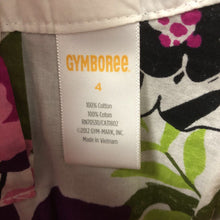 GYMBOREE
4
100% Cotton
100% Coton
©2012 GYM-MARK, INC.
Made in Vietnam